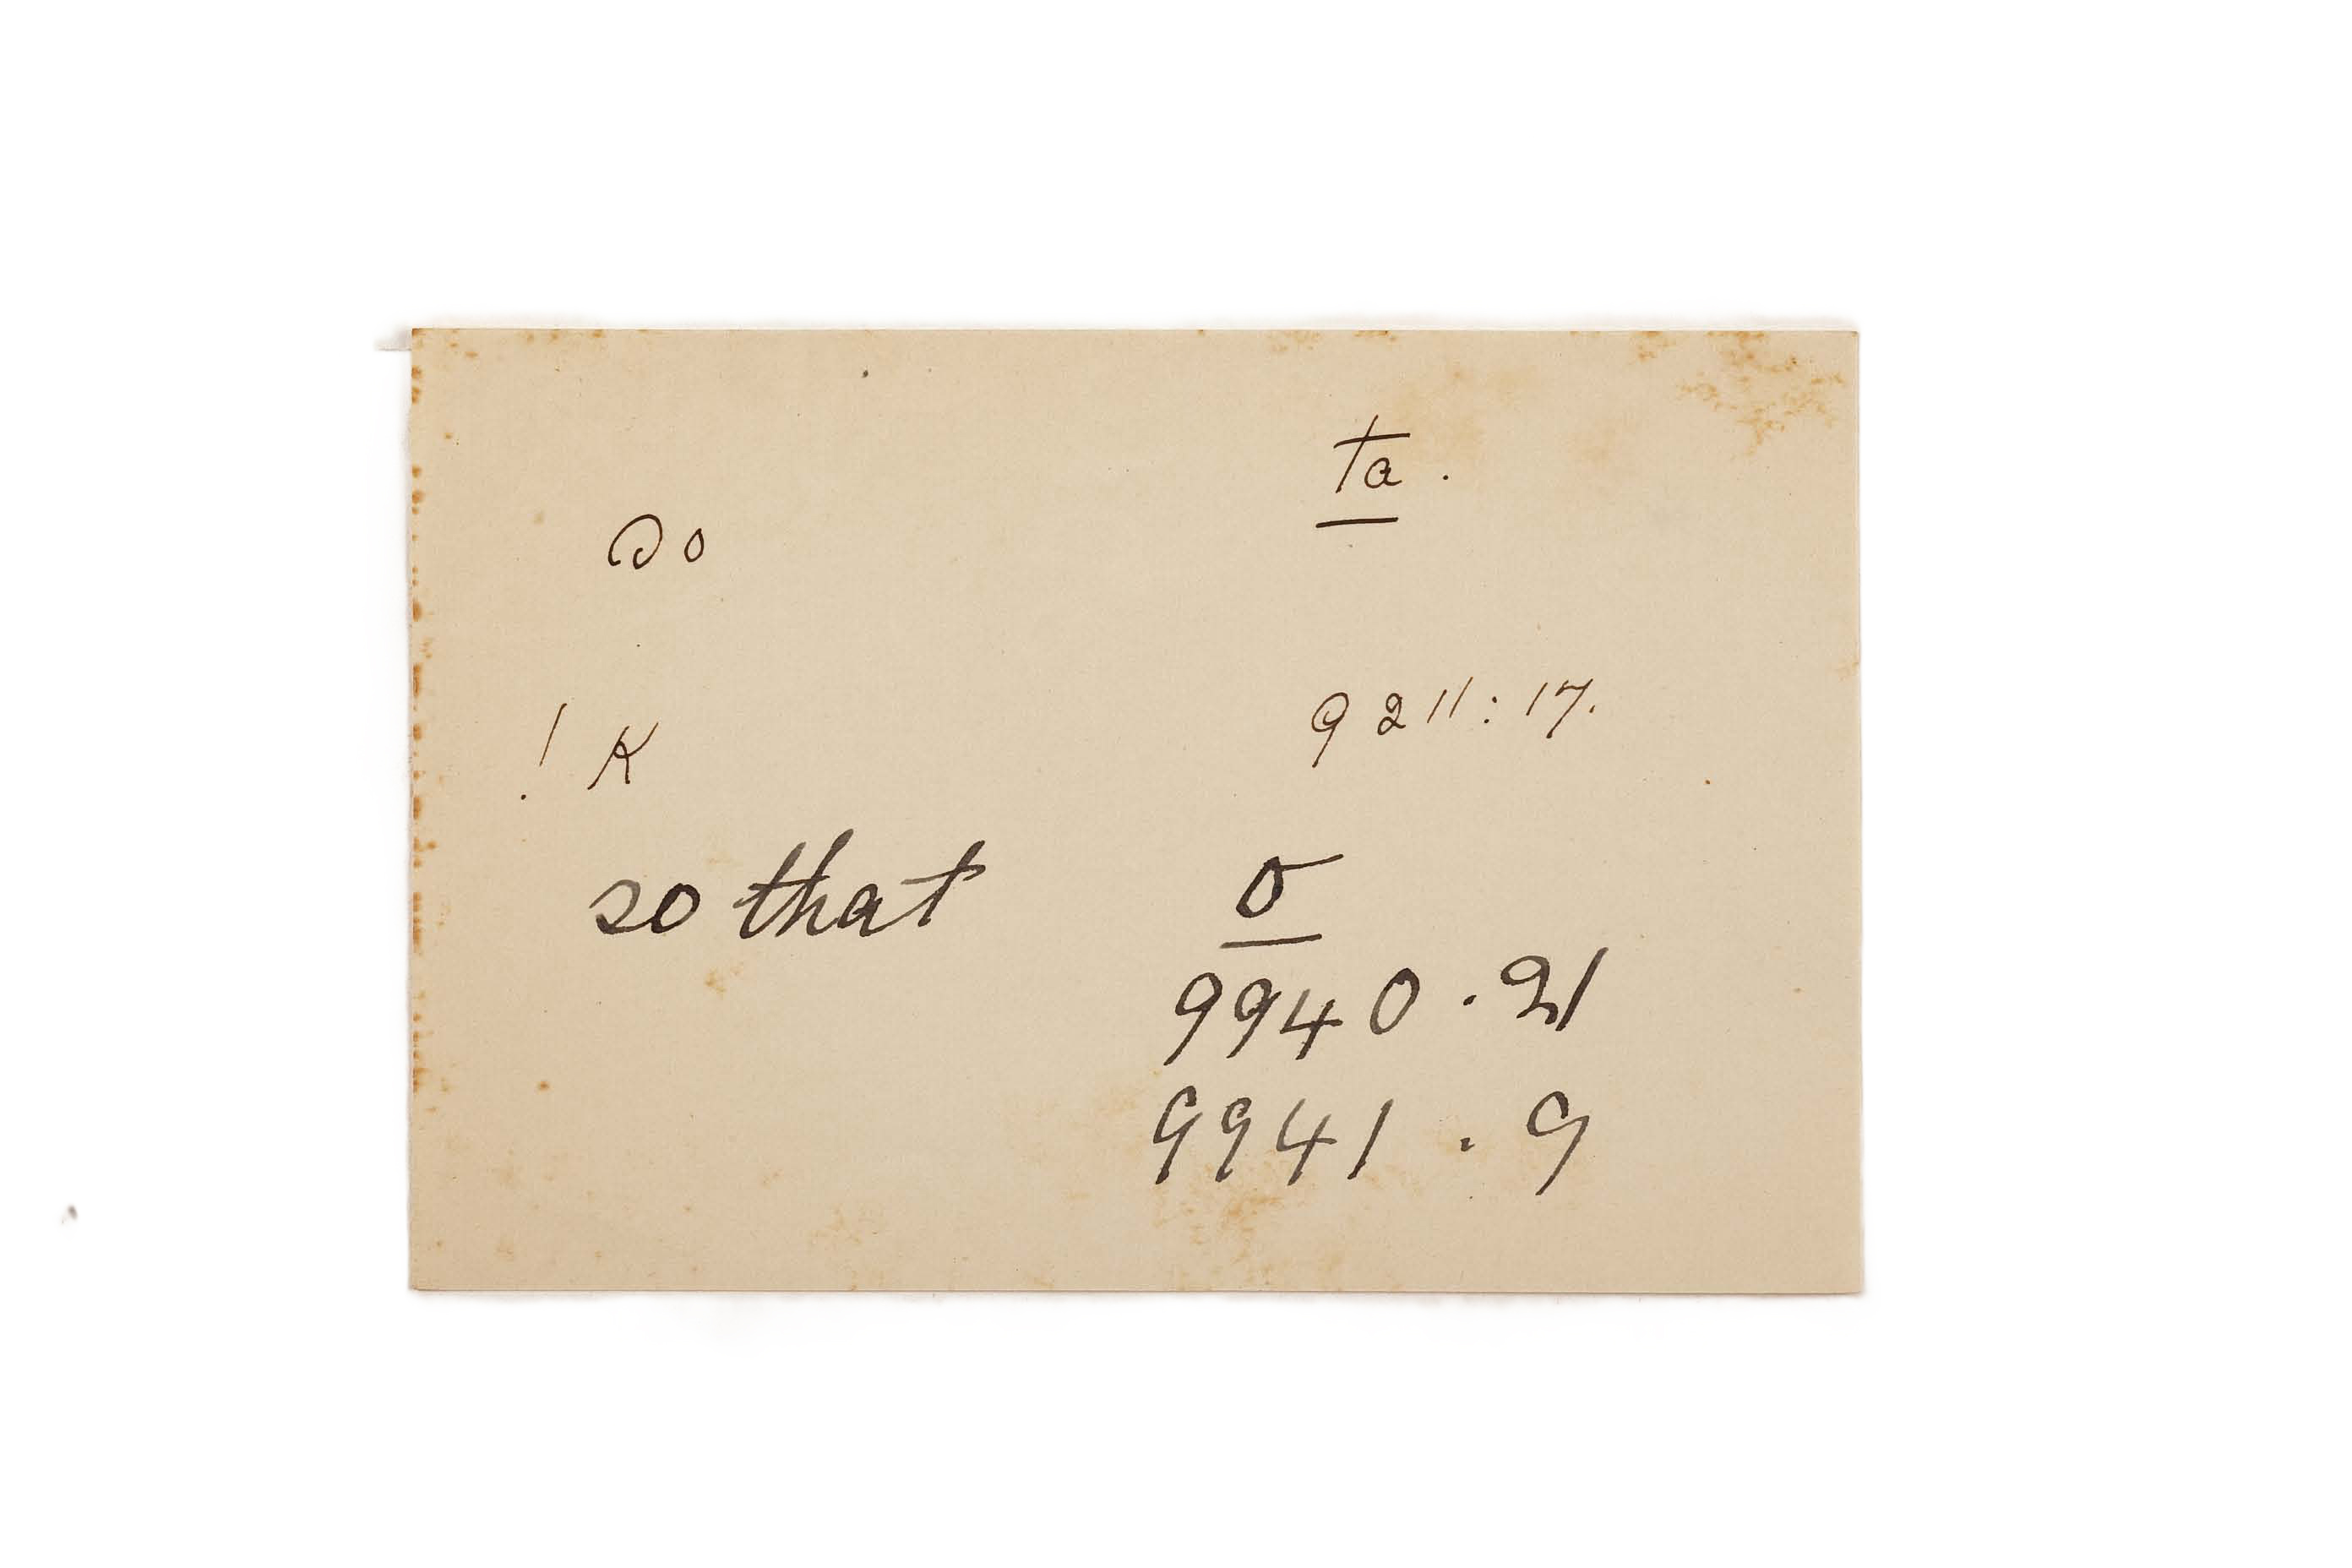 ta.
Do
! K 9211:17.
so that o
9940.21
9941.9